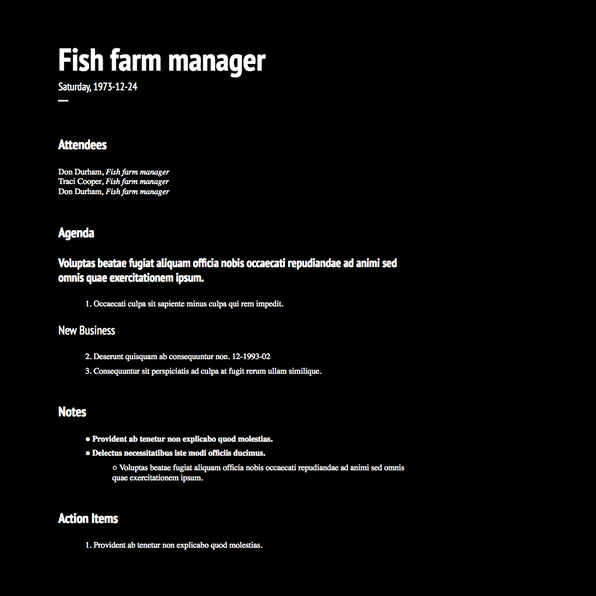 Fish farm manager
Saturday, 1973-12-24
—
Attendees
Don Durham, Fish farm manager
Traci Cooper, Fish farm manager
Don Durham, Fish farm manager
Agenda
Voluptas beatae fugiat aliquam officia nobis occaecati repudiandae ad animi sed
omnis quae exercitationem ipsum.
1. Occaecati culpa sit sapiente minus culpa qui rem impedit.
New Business
2. Deserunt quisquam ab consequuntur non. 12-1993-02
3. Consequuntur sit perspiciatis ad culpa at fugit rerum ullam similique.
Notes
● Provident ab tenetur non explicabo quod molestias.
● Delectus necessitatibus iste modi officiis ducimus.
○ Voluptas beatae fugiat aliquam officia nobis occaecati repudiandae ad animi sed omnis
quae exercitationem ipsum.
Action Items
1. Provident ab tenetur non explicabo quod molestias.